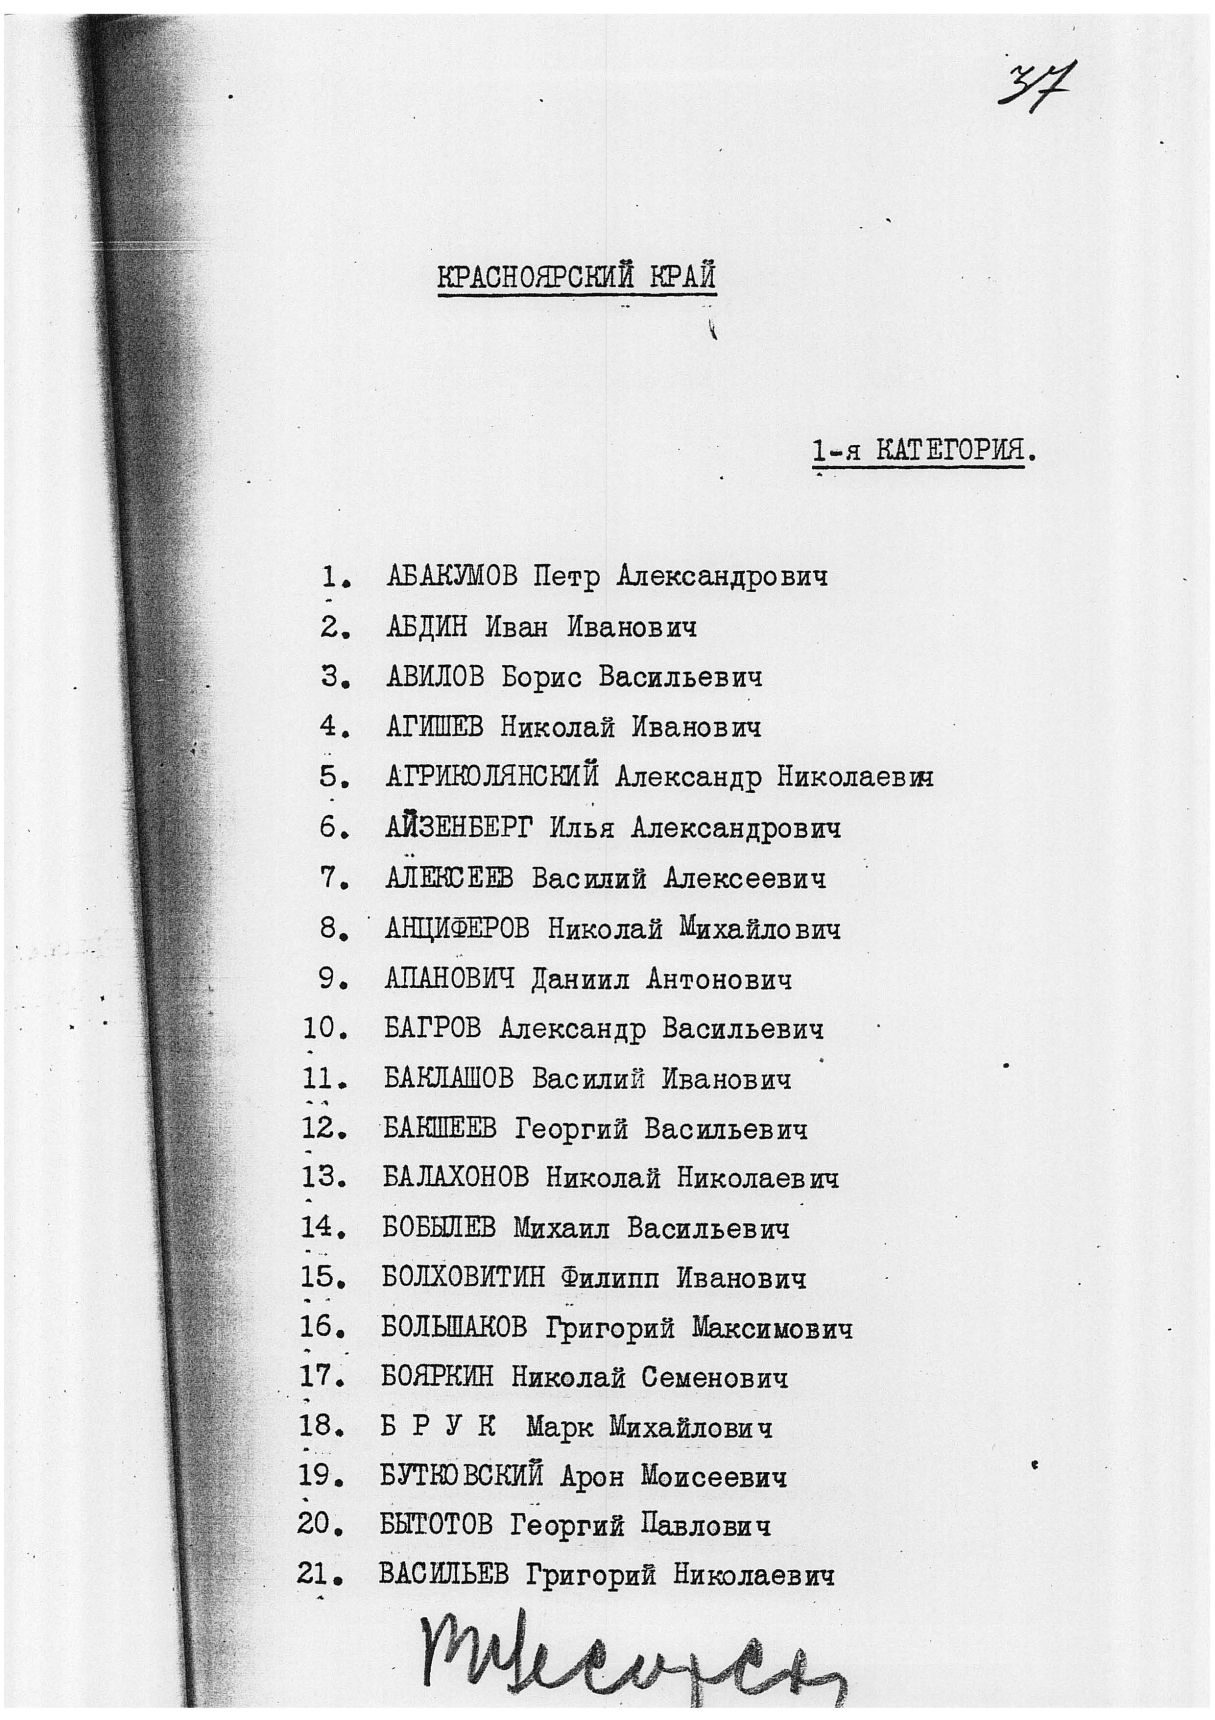 37
КРАСНОЯРСКИЙ КРАЙ
1-я КАТЕГОРИЯ.
1. АБАКУМОВ Петр Александрович
2. АБДИН Иван Иванович
3. АВИЛОВ Борис Васильевич
4. АГИШЕВ Николай Иванович
5. АГРИКОЛЯНСКИЙ Александр Николаевич
6. АЙЗЕНБЕРГ Илья Александрович
7. АЛЕКСЕЕВ Василий Алексеевич
8. АНЦИФЕРОВ Николай Михайлович
9. АПАНОВИЧ Даниил Антонович
10. БАГРОВ Александр Васильевич
11. БАКЛАШОВ Василий Иванович
12. БАКШЕЕВ Георгий Васильевич
13. БАЛАХОНОВ Николай Николаевич
14. БОБЫЛЕВ Михаил Васильевич
15. БОЛХОВИТИН Филипп Иванович
16. БОЛЬШАКОВ Григорий Максимович
17. БОЯРКИН Николай Семенович
18. Б Р У К Марк Михайлович
19. БУТКОВСКИЙ Арон Моисеевич
20. БЫТОТОВ Георгий Павлович
21. ВАСИЛЬЕВ Григорий Николаевич